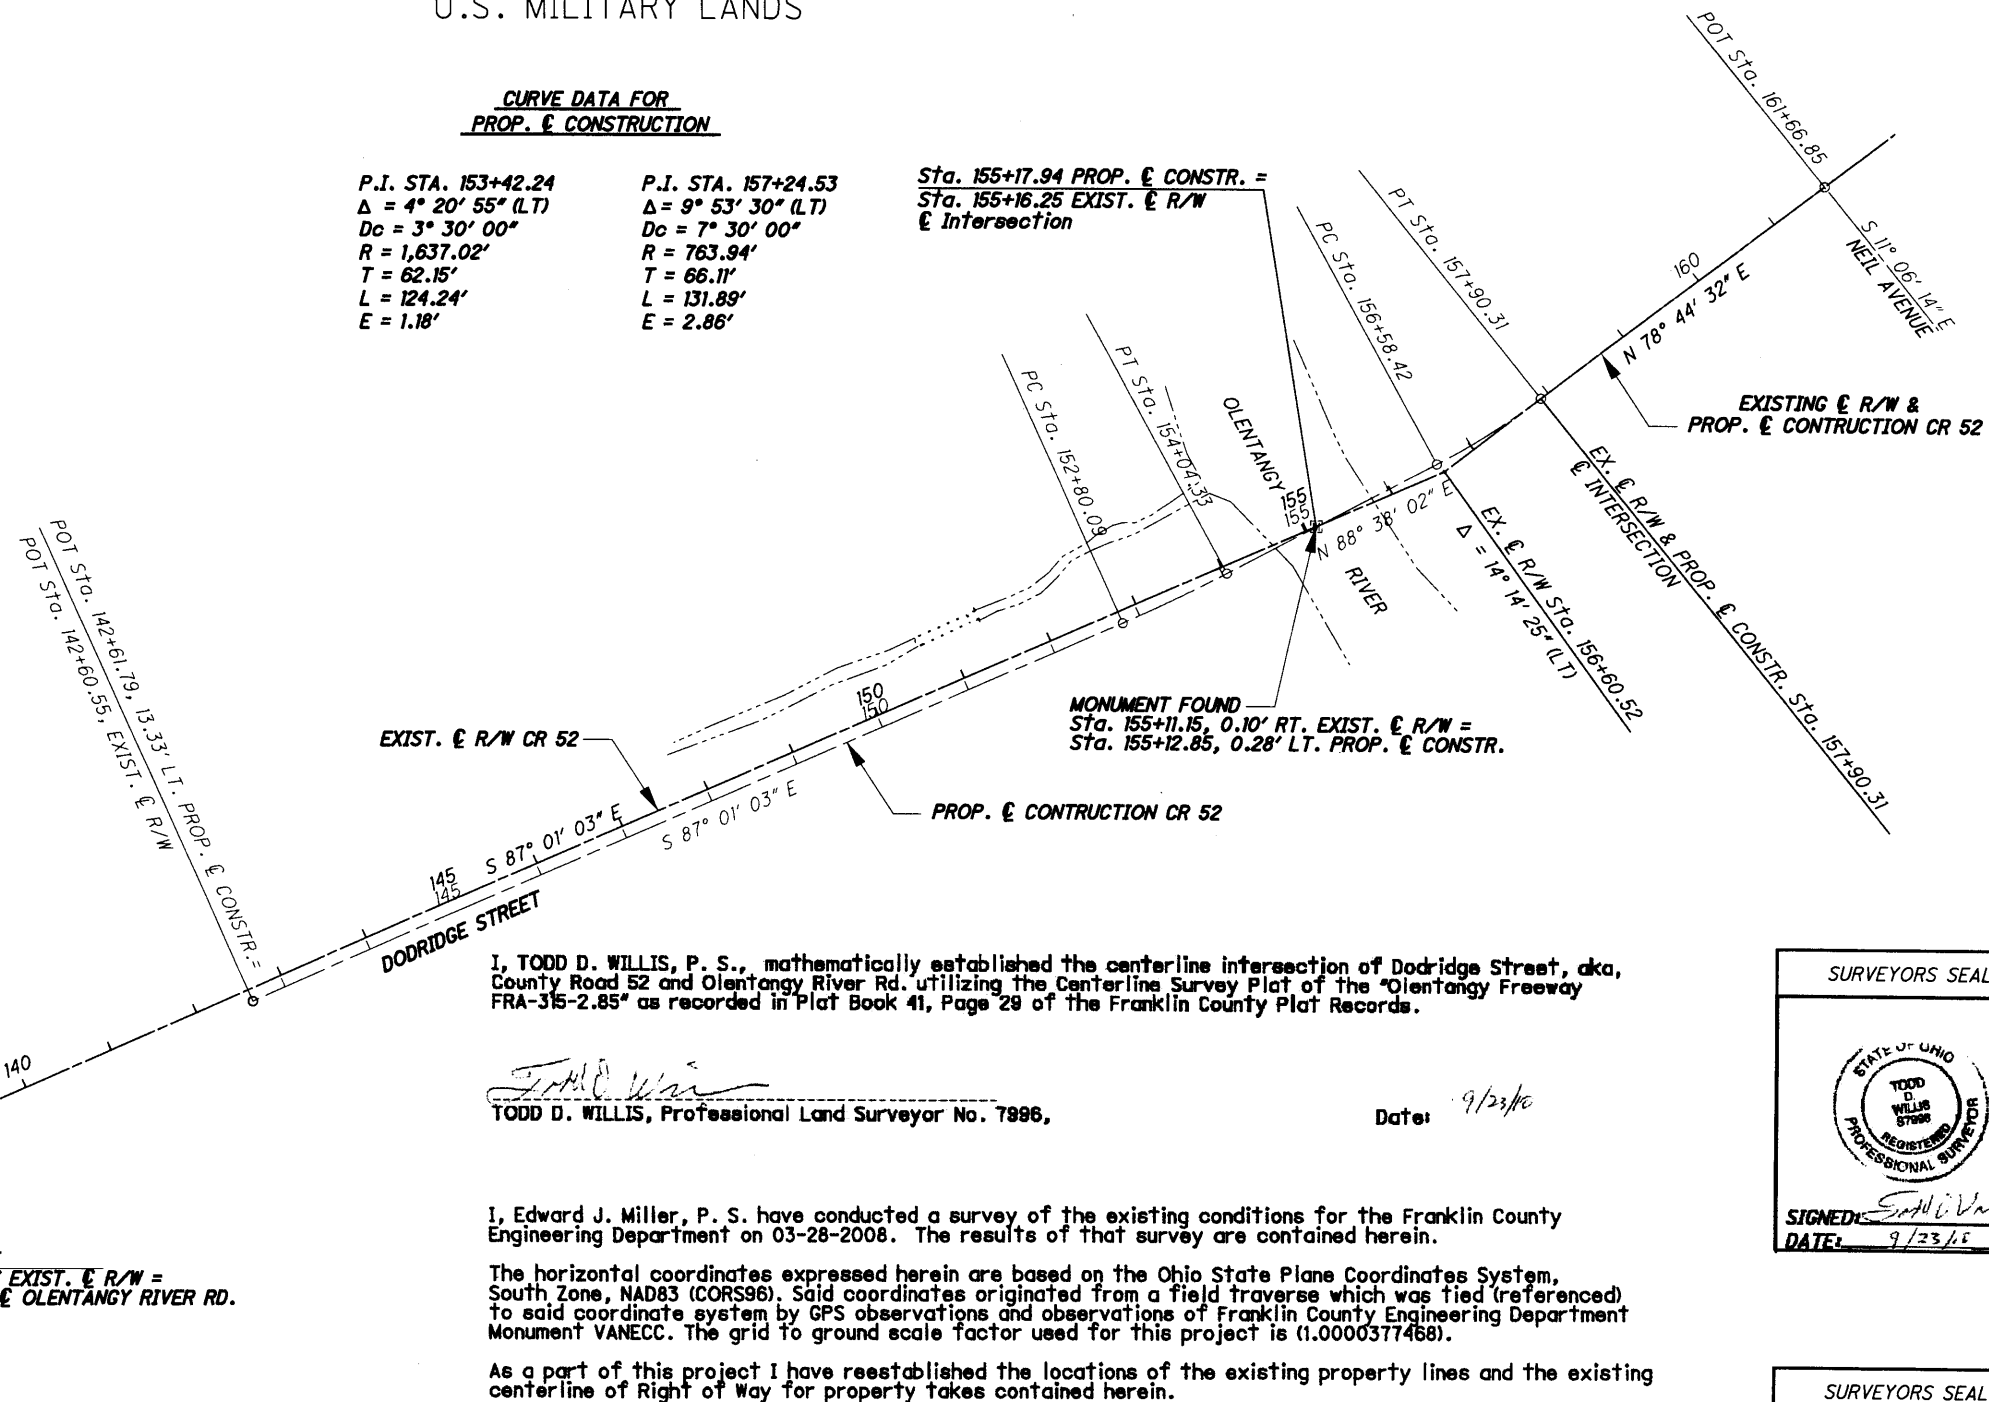 U.S. MILITARY LANDS
CURVE DATA FOR
PROP. ℄ CONSTRUCTION
P.I. STA. 153+42.24
Δ = 4° 20' 55" (LT)
Dc = 3° 30' 00"
R = 1,637.02'
T = 62.15'
L = 124.24'
E = 1.18'
P.I. STA. 157+24.53
Δ = 9° 53' 30" (LT)
Dc = 7° 30' 00"
R = 763.94'
T = 66.11'
L = 131.89'
E = 2.86'
Sta. 155+17.94 PROP. ℄ CONSTR. =
Sta. 155+16.25 EXIST. ℄ R/W
℄ Intersection
POT Sta. 161+66.85
S 11° 06' 14" E
NEIL AVENUE
PT Sta. 157+90.31
PC Sta. 156+58.42
PT Sta. 154+04.33
PC Sta. 152+80.09
160
N 78° 44' 32" E
EXISTING ℄ R/W &
PROP. ℄ CONTRUCTION CR 52
OLENTANGY
RIVER
155
155
N 88° 38' 02" E
EX. ℄ R/W & PROP. ℄ CONSTR. Sta. 157+90.31
℄ INTERSECTION
EX. ℄ R/W Sta. 156+60.52
Δ = 14° 14' 25" (LT)
MONUMENT FOUND
Sta. 155+11.15, 0.10' RT. EXIST. ℄ R/W =
Sta. 155+12.85, 0.28' LT. PROP. ℄ CONSTR.
POT Sta. 142+61.79, 13.33' LT. PROP. ℄ CONSTR.=
POT Sta. 142+60.55, EXIST. ℄ R/W
EXIST. ℄ R/W CR 52
150
150
PROP. ℄ CONTRUCTION CR 52
S 87° 01' 03" E
S 87° 01' 03" E
145
145
DODRIDGE STREET
140
I, TODD D. WILLIS, P. S., mathematically established the centerline intersection of Dodridge Street, aka,
County Road 52 and Olentangy River Rd. utilizing the Centerline Survey Plat of the "Olentangy Freeway
FRA-315-2.85" as recorded in Plat Book 41, Page 29 of the Franklin County Plat Records.
TODD D. WILLIS, Professional Land Surveyor No. 7996,
Date: 9/23/10
I, Edward J. Miller, P. S. have conducted a survey of the existing conditions for the Franklin County
Engineering Department on 03-28-2008. The results of that survey are contained herein.
The horizontal coordinates expressed herein are based on the Ohio State Plane Coordinates System,
South Zone, NAD83 (CORS96). Said coordinates originated from a field traverse which was tied (referenced)
to said coordinate system by GPS observations and observations of Franklin County Engineering Department
Monument VANECC. The grid to ground scale factor used for this project is (1.0000377468).
As a part of this project I have reestablished the locations of the existing property lines and the existing
centerline of Right of Way for property takes contained herein.
EXIST. ℄ R/W =
℄ OLENTANGY RIVER RD.
SURVEYORS SEAL
STATE OF OHIO
TODD
D.
WILLIS
S7996
REGISTERED
PROFESSIONAL SURVEYOR
SIGNED:
DATE: 9/23/10
SURVEYORS SEAL